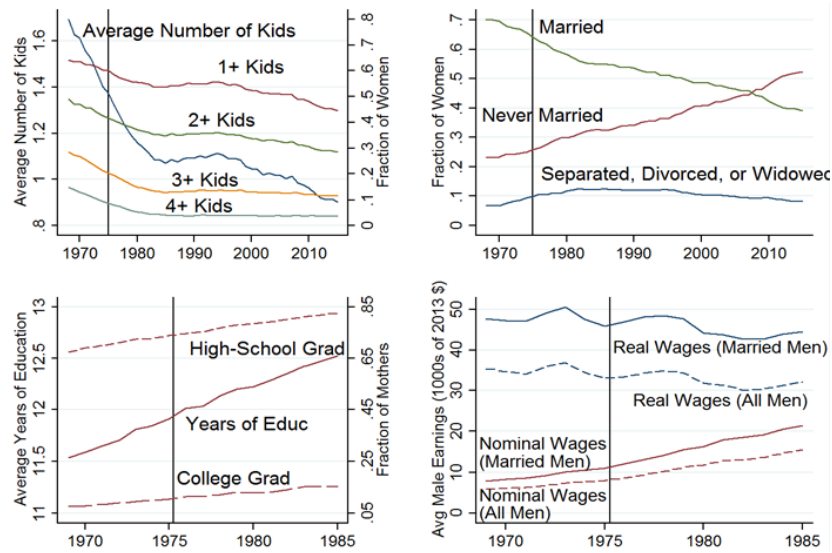 Average Number of Kids
1+ Kids
2+ Kids
3+ Kids
4+ Kids
Average Number of Kids
.8 1 1.2 1.4 1.6
Fraction of Women
0 .1 .2 .3 .4 .5 .6 .7 .8
1970 1980 1990 2000 2010
Married
Never Married
Separated, Divorced, or Widowed
Fraction of Women
0 .1 .2 .3 .4 .5 .6 .7
1970 1980 1990 2000 2010
High-School Grad
Years of Educ
College Grad
Average Years of Education
11 11.5 12 12.5 13
Fraction of Mothers
.05 .25 .45 .65 .85
1970 1975 1980 1985
Real Wages (Married Men)
Real Wages (All Men)
Nominal Wages
(Married Men)
Nominal Wages
(All Men)
Avg Male Earnings (1000s of 2013 $)
0 10 20 30 40 50
1970 1975 1980 1985